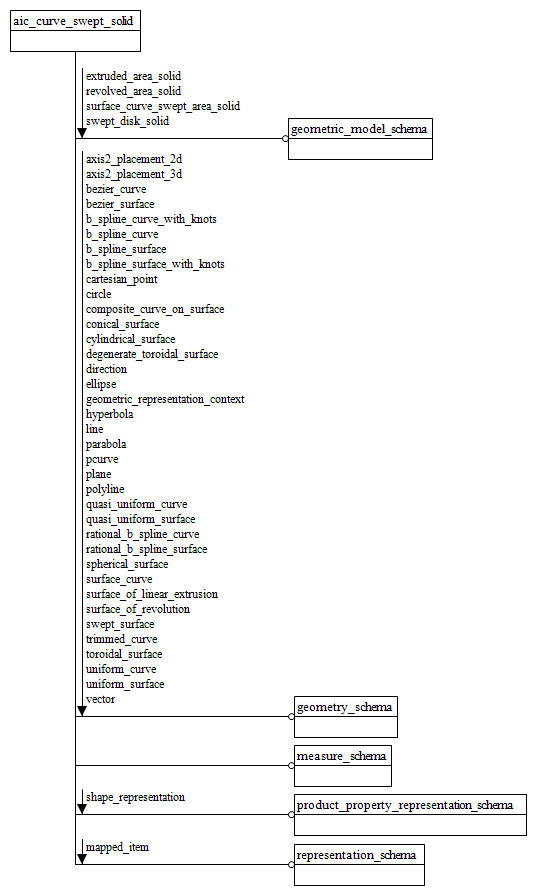 aic_curve_swept_solid
extruded_area_solid
revolved_area_solid
surface_curve_swept_area_solid
swept_disk_solid
geometric_model_schema
axis2_placement_2d
axis2_placement_3d
bezier_curve
bezier_surface
b_spline_curve_with_knots
b_spline_curve
b_spline_surface
b_spline_surface_with_knots
cartesian_point
circle
composite_curve_on_surface
conical_surface
cylindrical_surface
degenerate_toroidal_surface
direction
ellipse
geometric_representation_context
hyperbola
line
parabola
pcurve
plane
polyline
quasi_uniform_curve
quasi_uniform_surface
rational_b_spline_curve
rational_b_spline_surface
spherical_surface
surface_curve
surface_of_linear_extrusion
surface_of_revolution
swept_surface
trimmed_curve
toroidal_surface
uniform_curve
uniform_surface
vector
geometry_schema
measure_schema
shape_representation
product_property_representation_schema
mapped_item
representation_schema